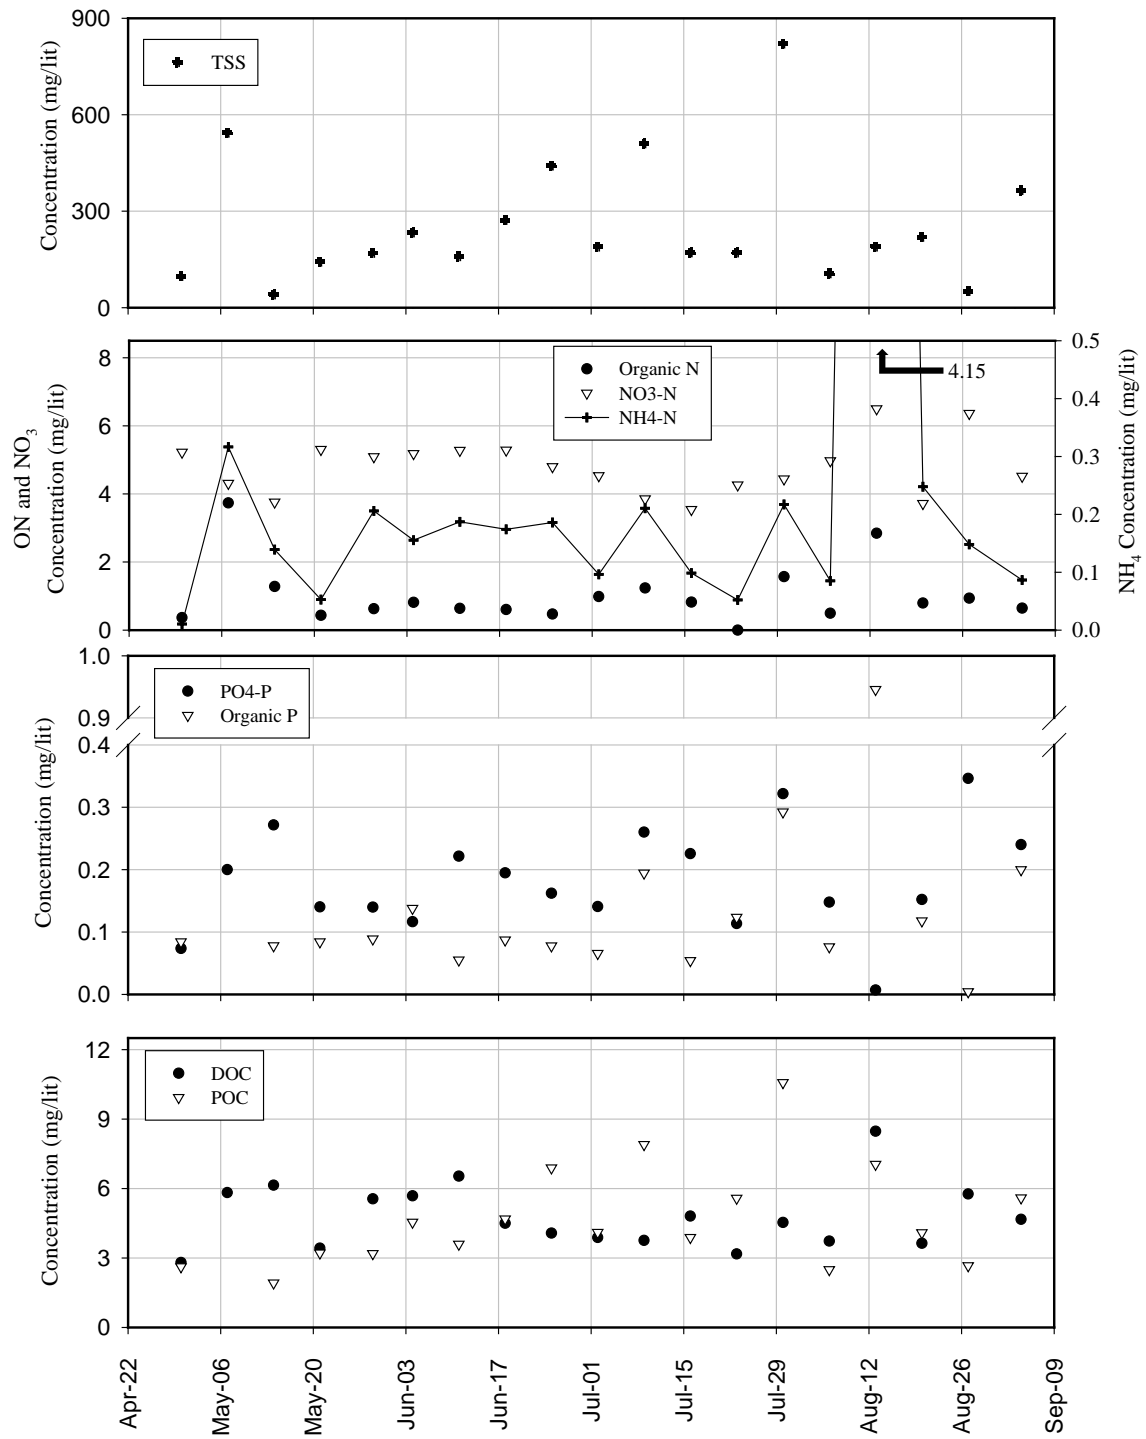 900
600
300
0
Concentration (mg/lit)
TSS
8
6
4
2
0
ON and NO3
Concentration (mg/lit)
Organic N
NO3-N
NH4-N
4.15
0.5
0.4
0.3
0.2
0.1
0.0
NH4 Concentration (mg/lit)
1.0
0.9
0.4
0.3
0.2
0.1
0.0
Concentration (mg/lit)
PO4-P
Organic P
12
9
6
3
0
Concentration (mg/lit)
DOC
POC
Apr-22
May-06
May-20
Jun-03
Jun-17
Jul-01
Jul-15
Jul-29
Aug-12
Aug-26
Sep-09